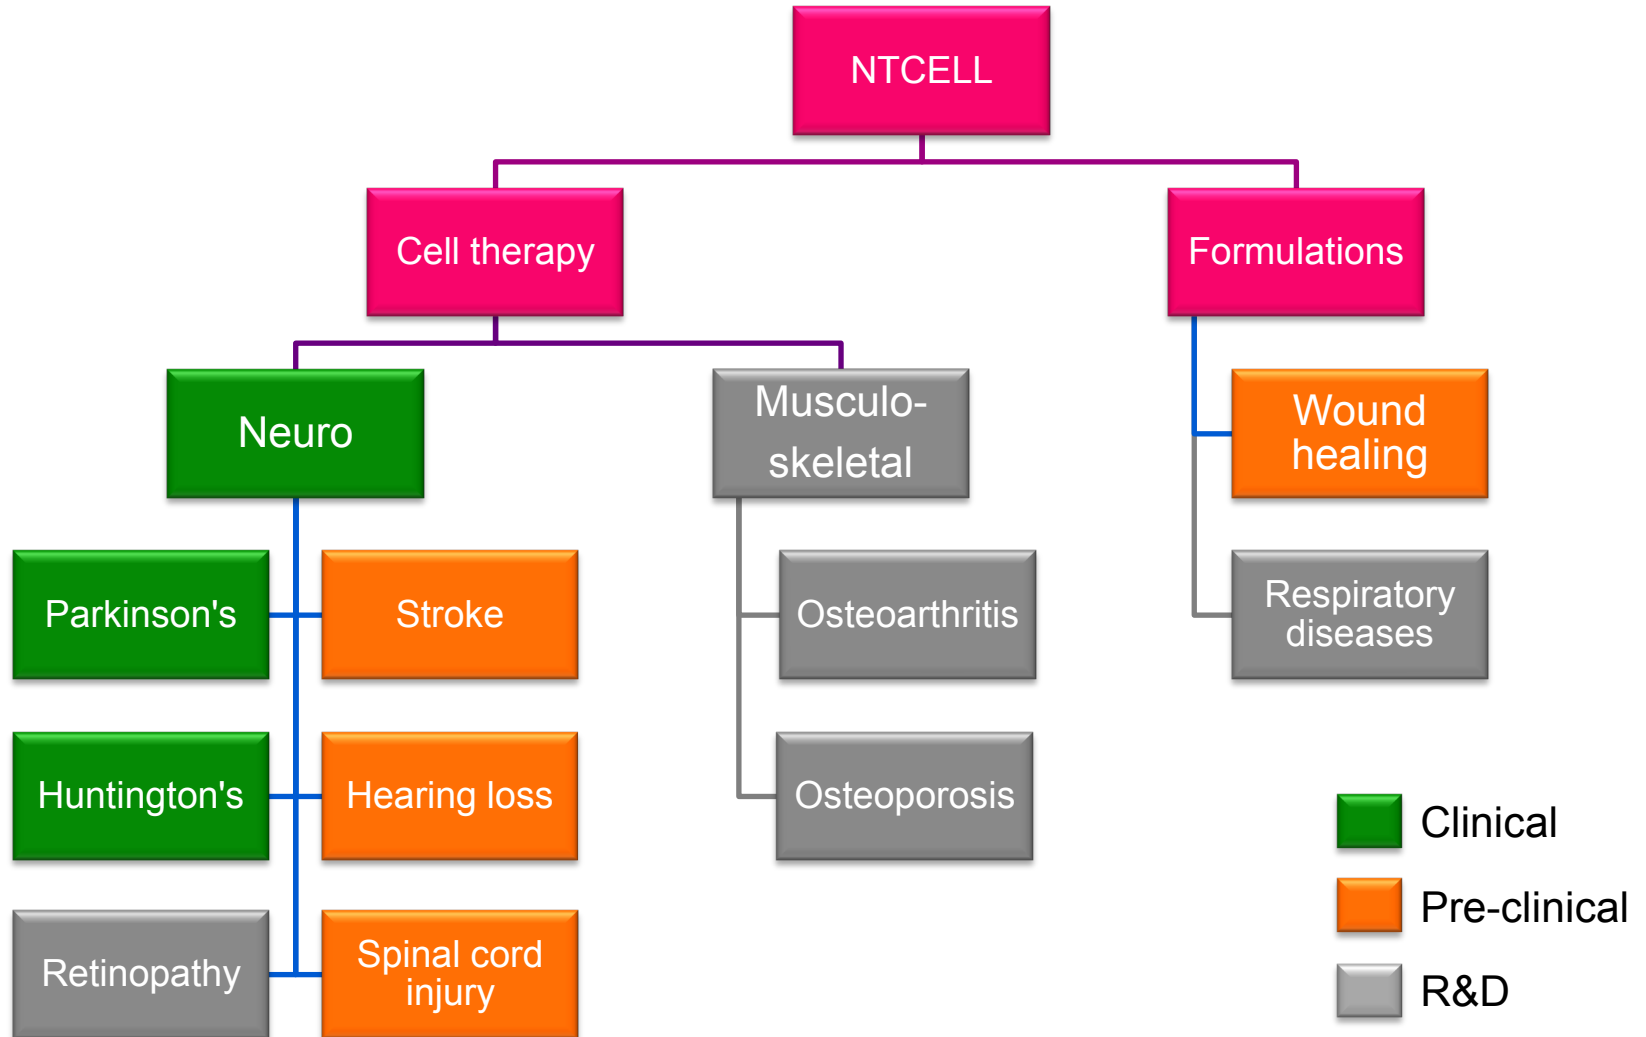 NTCELL
Cell therapy
Formulations
Neuro
Musculo-
skeletal
Wound
healing
Parkinson's
Stroke
Osteoarthritis
Respiratory
diseases
Huntington's
Hearing loss
Osteoporosis
Retinopathy
Spinal cord
injury
Clinical
Pre-clinical
R&D